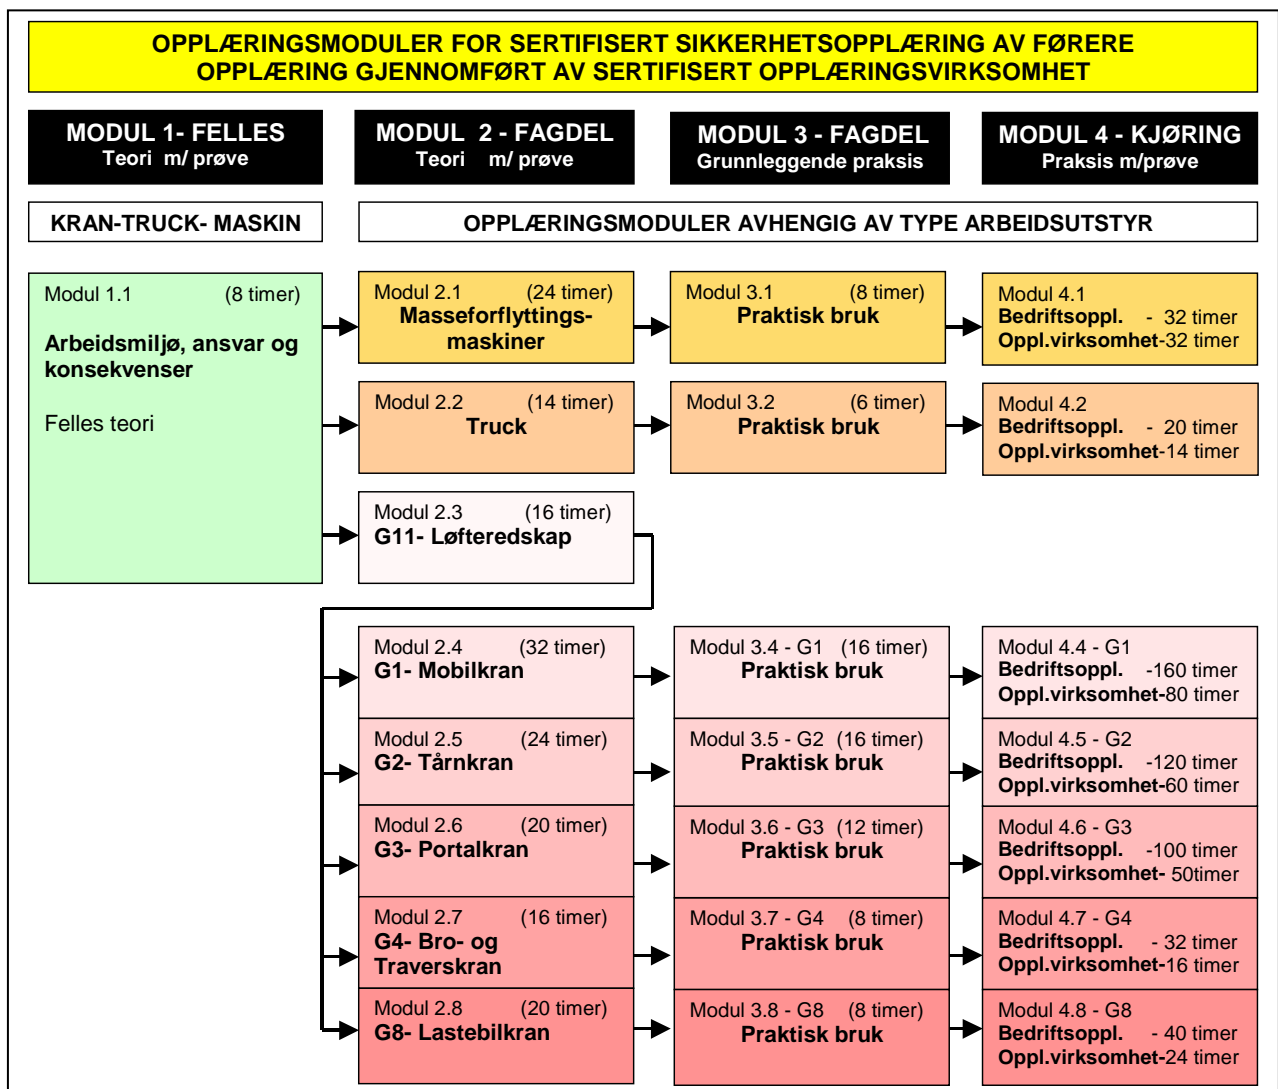 OPPLÆRINGSMODULER FOR SERTIFISERT SIKKERHETSOPPLÆRING AV FØRERE
OPPLÆRING GJENNOMFØRT AV SERTIFISERT OPPLÆRINGSVIRKSOMHET
MODUL 1- FELLES
Teori m/ prøve
MODUL 2 - FAGDEL
Teori m/ prøve
MODUL 3 - FAGDEL
Grunnleggende praksis
MODUL 4 - KJØRING
Praksis m/prøve
KRAN-TRUCK- MASKIN
OPPLÆRINGSMODULER AVHENGIG AV TYPE ARBEIDSUTSTYR
Modul 1.1 (8 timer)
Arbeidsmiljø, ansvar og
konsekvenser
Felles teori
Modul 2.1 (24 timer)
Masseforflyttings-
maskiner
Modul 3.1 (8 timer)
Praktisk bruk
Modul 4.1
Bedriftsoppl. - 32 timer
Oppl.virksomhet-32 timer
Modul 2.2 (14 timer)
Truck
Modul 3.2 (6 timer)
Praktisk bruk
Modul 4.2
Bedriftsoppl. - 20 timer
Oppl.virksomhet-14 timer
Modul 2.3 (16 timer)
G11- Løfteredskap
Modul 2.4 (32 timer)
G1- Mobilkran
Modul 3.4 - G1 (16 timer)
Praktisk bruk
Modul 4.4 - G1
Bedriftsoppl. -160 timer
Oppl.virksomhet-80 timer
Modul 2.5 (24 timer)
G2- Tårnkran
Modul 3.5 - G2 (16 timer)
Praktisk bruk
Modul 4.5 - G2
Bedriftsoppl. -120 timer
Oppl.virksomhet-60 timer
Modul 2.6 (20 timer)
G3- Portalkran
Modul 3.6 - G3 (12 timer)
Praktisk bruk
Modul 4.6 - G3
Bedriftsoppl. -100 timer
Oppl.virksomhet- 50timer
Modul 2.7 (16 timer)
G4- Bro- og
Traverskran
Modul 3.7 - G4 (8 timer)
Praktisk bruk
Modul 4.7 - G4
Bedriftsoppl. - 32 timer
Oppl.virksomhet-16 timer
Modul 2.8 (20 timer)
G8- Lastebilkran
Modul 3.8 - G8 (8 timer)
Praktisk bruk
Modul 4.8 - G8
Bedriftsoppl. - 40 timer
Oppl.virksomhet-24 timer